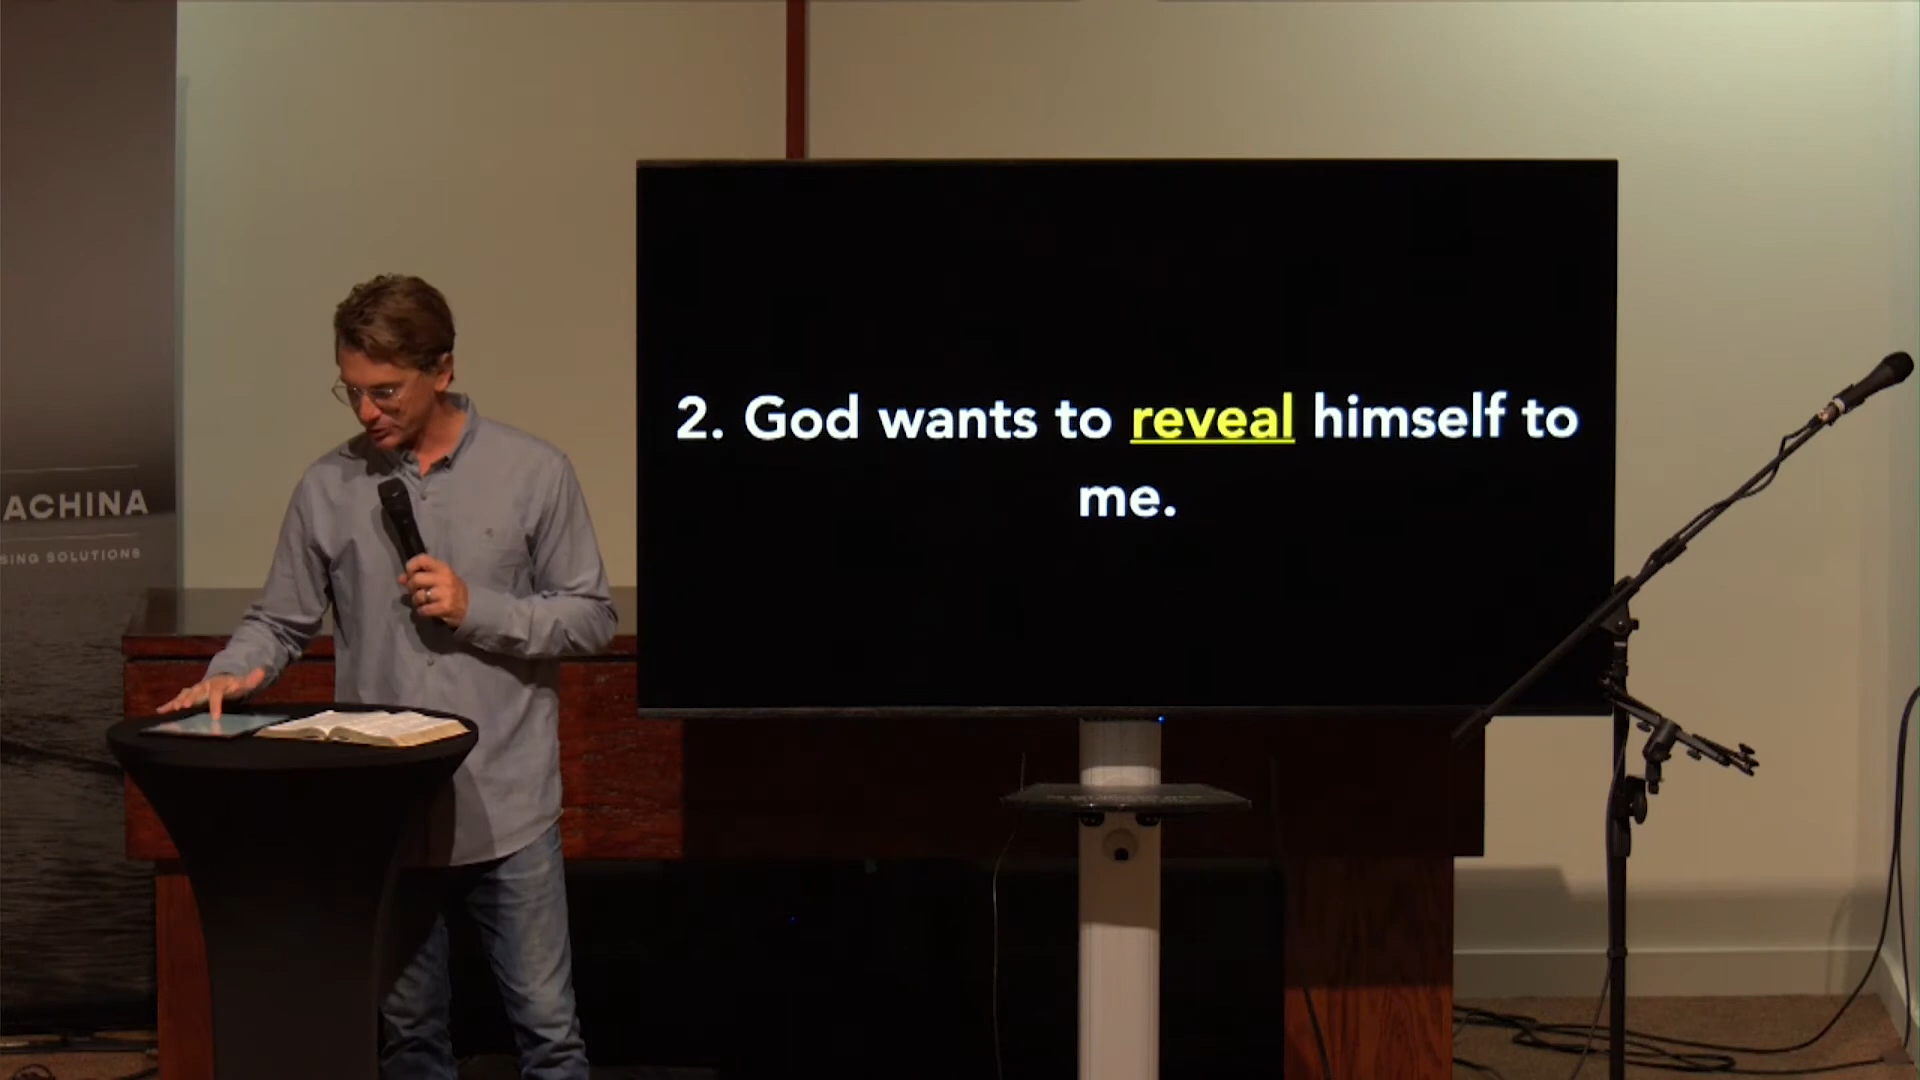 ACHINA
SING SOLUTIONS
2. God wants to reveal himself to
me.